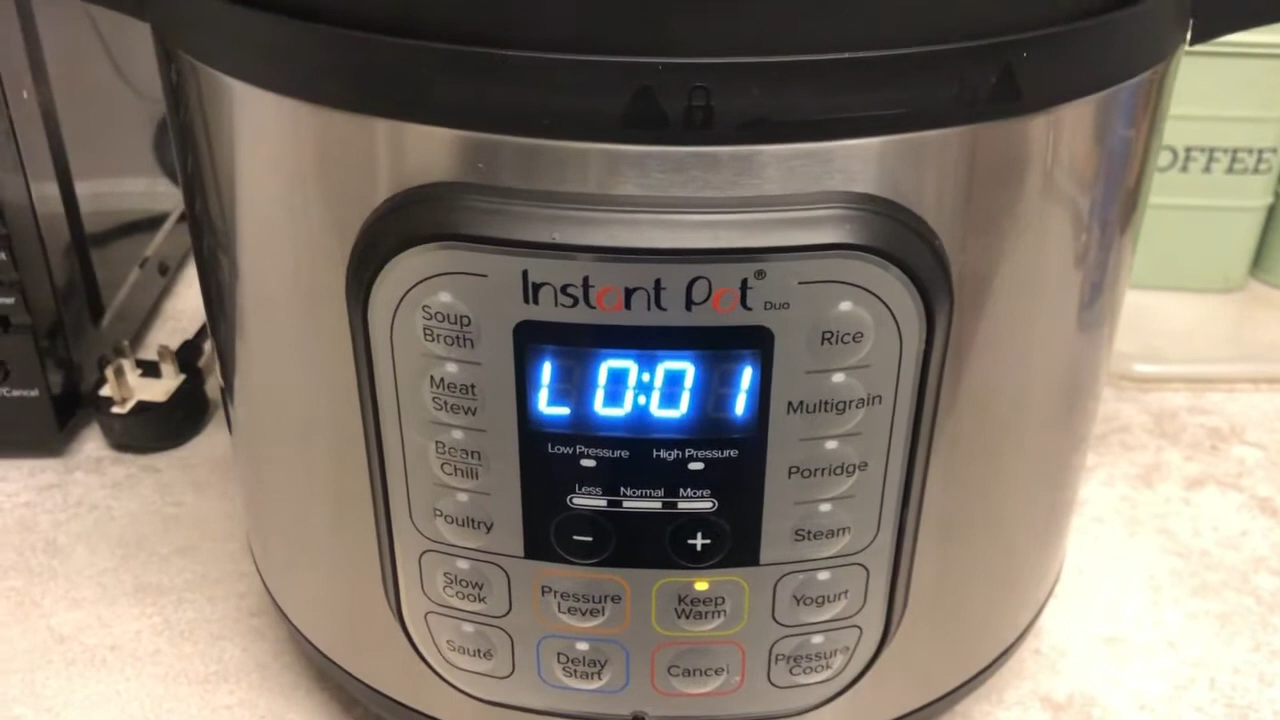 Instant Pot® Duo
Soup
Broth
Meat
Stew
Bean
Chili
Poultry
L0:01
Low Pressure High Pressure
Less Normal More
− +
Rice
Multigrain
Porridge
Steam
Slow
Cook
Pressure
Level
Keep
Warm
Yogurt
Sauté
Delay
Start
Cancel
Pressure
Cook
OFFEE
/Cancel